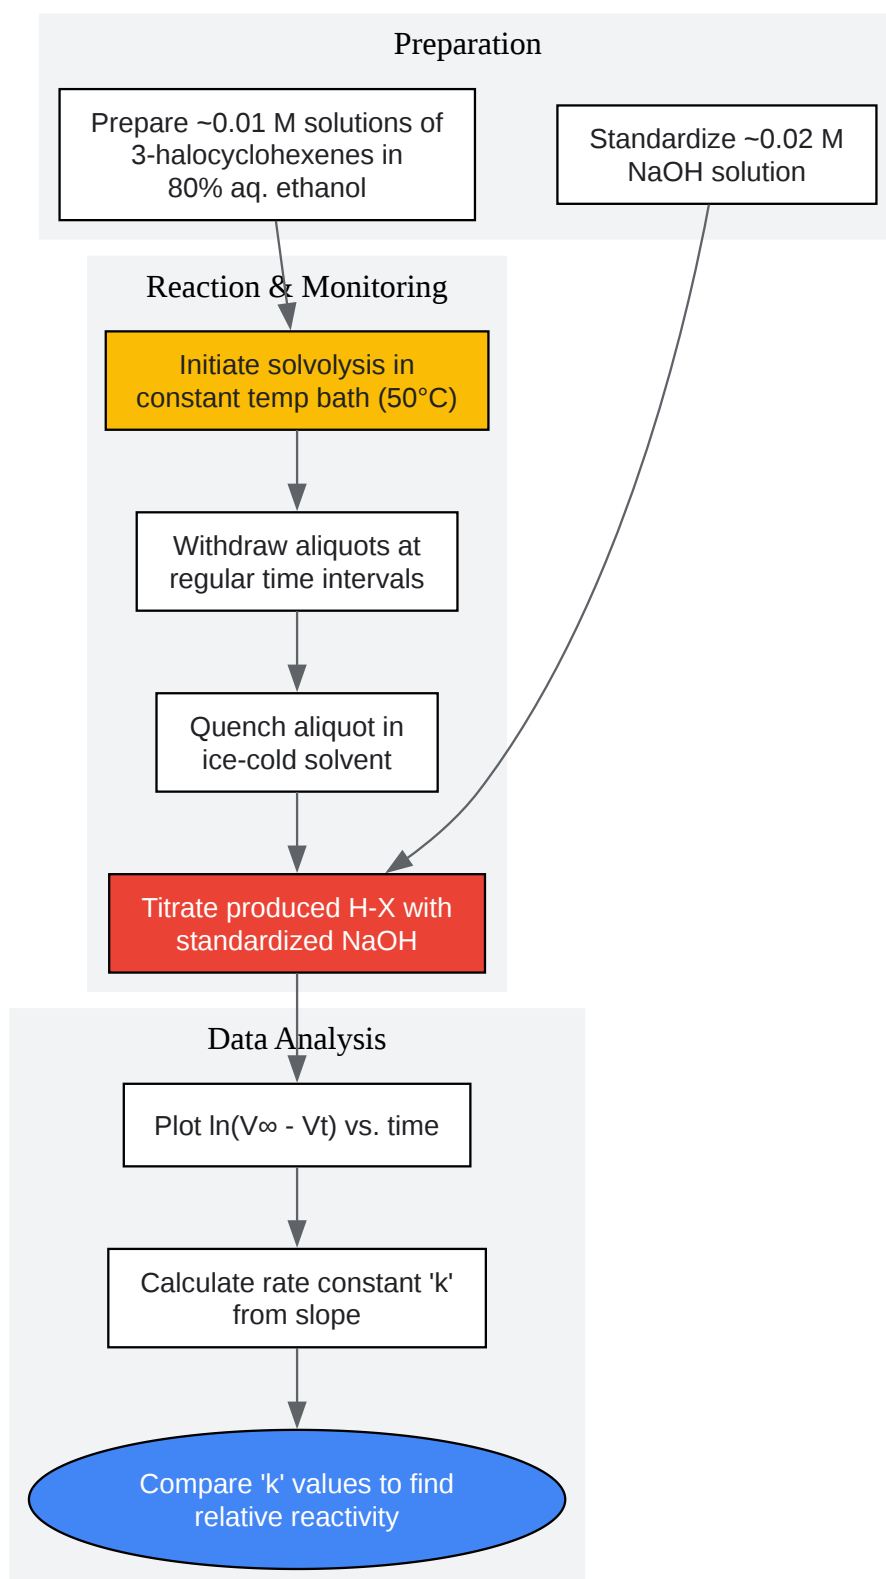 Preparation
Prepare ~0.01 M solutions of
3-halocyclohexenes in
80% aq. ethanol
Standardize ~0.02 M
NaOH solution
Reaction & Monitoring
Initiate solvolysis in
constant temp bath (50°C)
Withdraw aliquots at
regular time intervals
Quench aliquot in
ice-cold solvent
Titrate produced H-X with
standardized NaOH
Data Analysis
Plot ln(V∞ - Vt) vs. time
Calculate rate constant 'k'
from slope
Compare 'k' values to find
relative reactivity